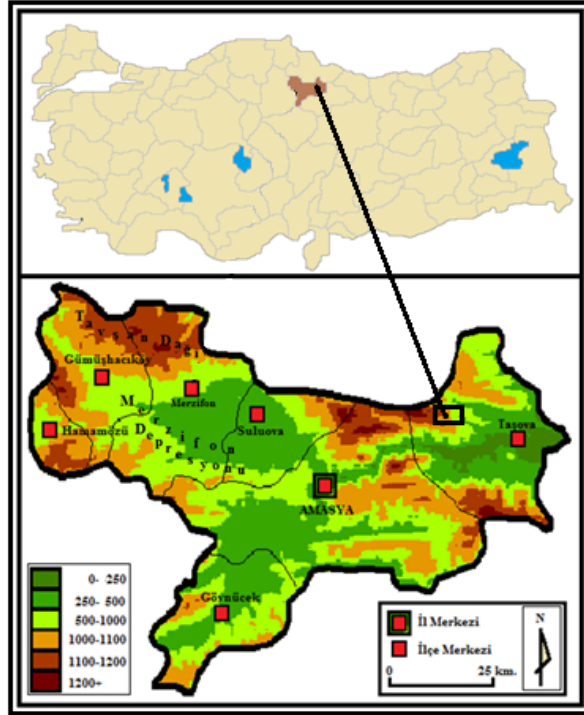 Tavşan Dağı
Gümüşhacıköy
Merzifon
Hamamözü
Merzifon
Depresyonu
Suluova
Taşova
AMASYA
Göynücek
0- 250
250- 500
500-1000
1000-1100
1100-1200
1200+
İl Merkezi
İlçe Merkezi
0 25 km.
N